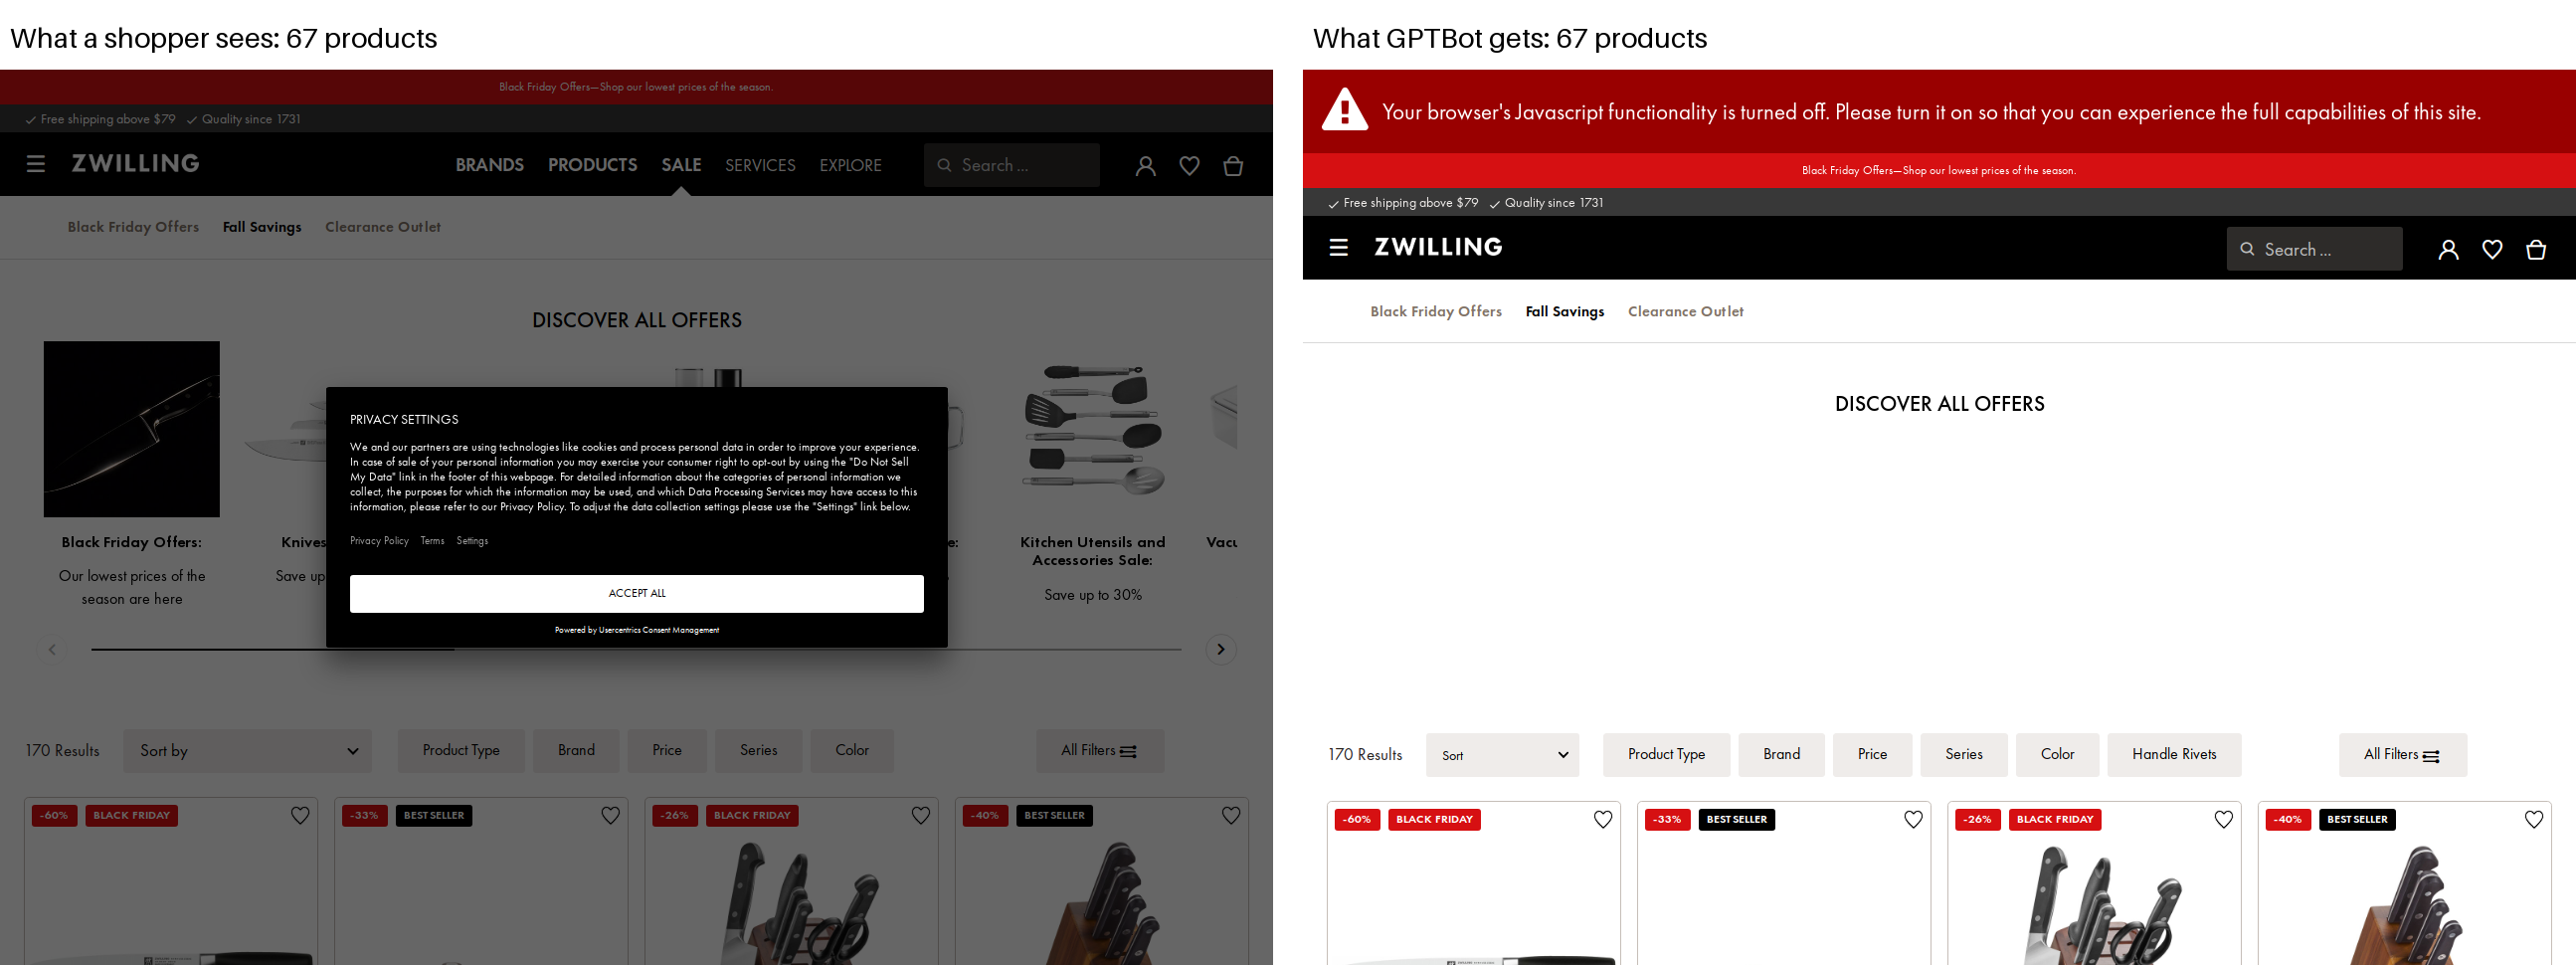 What a shopper sees: 67 products
Black Friday Offers—Shop our lowest prices of the season.
Free shipping above $79 Quality since 1731
ZWILLING BRANDS PRODUCTS SALE SERVICES EXPLORE Search ...
Black Friday Offers Fall Savings Clearance Outlet
DISCOVER ALL OFFERS
PRIVACY SETTINGS
We and our partners are using technologies like cookies and process personal data in order to improve your experience.
In case of sale of your personal information you may exercise your consumer right to opt-out by using the "Do Not Sell
My Data" link in the footer of this webpage. For detailed information about the categories of personal information we
collect, the purposes for which the information may be used, and which Data Processing Services may have access to this
information, please refer to our Privacy Policy. To adjust the data collection settings please use the "Settings" link below.
Privacy Policy Terms Settings
ACCEPT ALL
Powered by Usercentrics Consent Management
Black Friday Offers:
Our lowest prices of the
season are here
Knives
Save up
Kitchen Utensils and
Accessories Sale:
Save up to 30%
170 Results Sort by Product Type Brand Price Series Color All Filters
-60% BLACK FRIDAY -33% BEST SELLER -26% BLACK FRIDAY -40% BEST SELLER
What GPTBot gets: 67 products
Your browser's Javascript functionality is turned off. Please turn it on so that you can experience the full capabilities of this site.
Black Friday Offers—Shop our lowest prices of the season.
Free shipping above $79 Quality since 1731
ZWILLING Search ...
Black Friday Offers Fall Savings Clearance Outlet
DISCOVER ALL OFFERS
170 Results Sort Product Type Brand Price Series Color Handle Rivets All Filters
-60% BLACK FRIDAY -33% BEST SELLER -26% BLACK FRIDAY -40% BEST SELLER